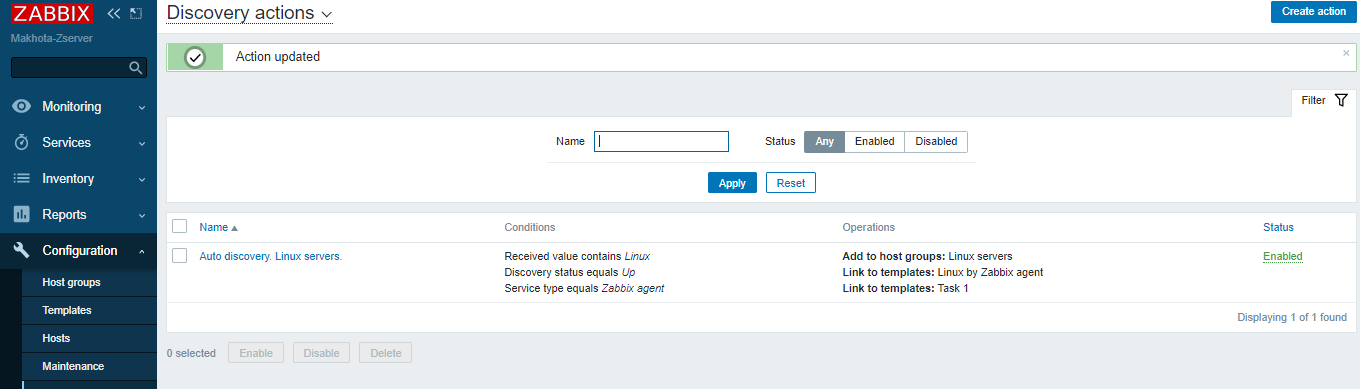 ZABBIX
Discovery actions
Create action
Makhota-Zserver
Action updated
Filter
Monitoring
Services
Inventory
Reports
Configuration
Host groups
Templates
Hosts
Maintenance
Name
Status Any Enabled Disabled
Apply Reset
Name Conditions Operations Status
Auto discovery. Linux servers. Received value contains Linux Add to host groups: Linux servers Enabled
Discovery status equals Up Link to templates: Linux by Zabbix agent
Service type equals Zabbix agent Link to templates: Task 1
Displaying 1 of 1 found
0 selected Enable Disable Delete